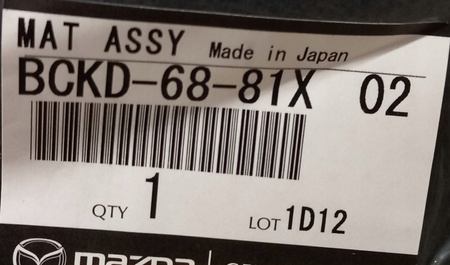 MAT ASSY Made in Japan
BCKD-68-81X 02
QTY 1 LOT 1D12
mazda